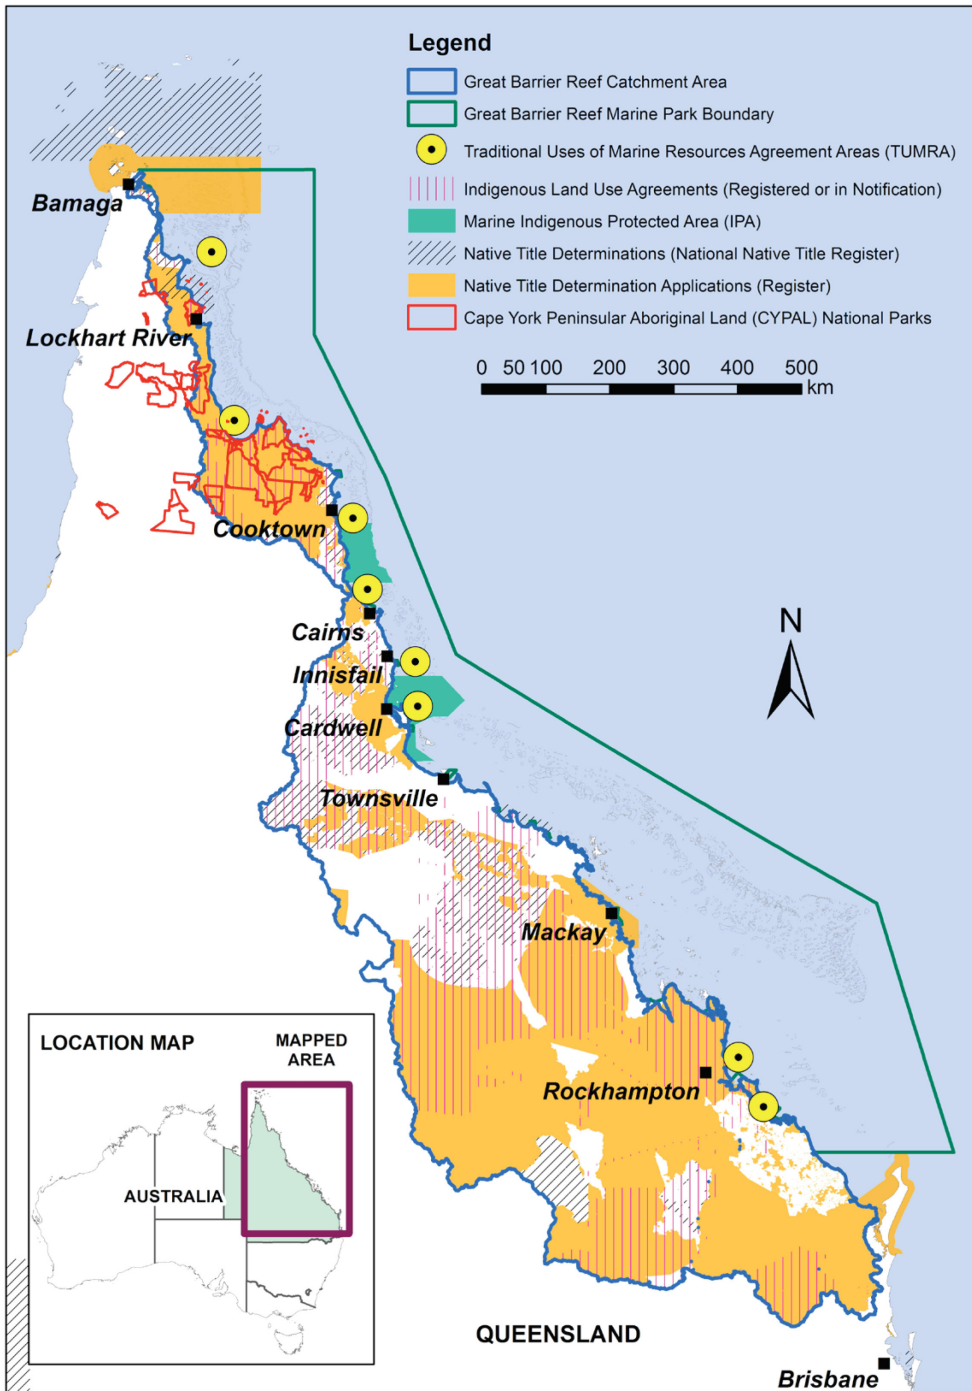 Legend
Great Barrier Reef Catchment Area
Great Barrier Reef Marine Park Boundary
Traditional Uses of Marine Resources Agreement Areas (TUMRA)
Indigenous Land Use Agreements (Registered or in Notification)
Marine Indigenous Protected Area (IPA)
Native Title Determinations (National Native Title Register)
Native Title Determination Applications (Register)
Cape York Peninsular Aboriginal Land (CYPAL) National Parks
0 50 100 200 300 400 500
km
Bamaga
Lockhart River
Cooktown
Cairns
Innisfail
Cardwell
Townsville
Mackay
Rockhampton
N
LOCATION MAP
MAPPED
AREA
AUSTRALIA
QUEENSLAND
Brisbane